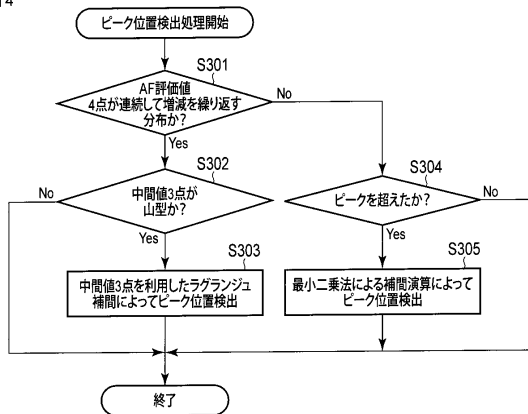 ピーク位置検出処理開始
S301
AF評価値
4点が連続して増減を繰り返す
分布か?
No
Yes
S302
中間値3点が
山型か?
No
Yes
S304
ピークを超えたか?
No
Yes
S303
中間値3点を利用したラグランジュ
補間によってピーク位置検出
S305
最小二乗法による補間演算によって
ピーク位置検出
終了